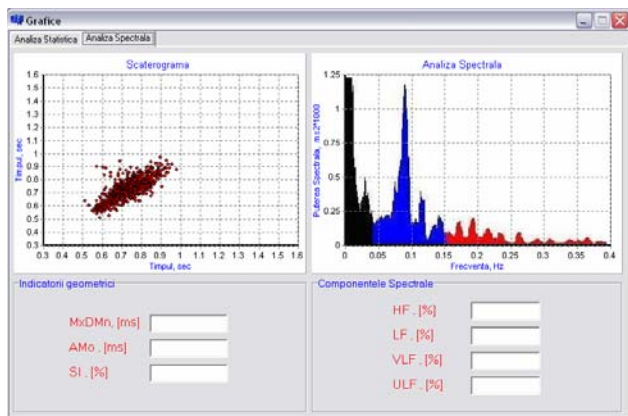 Grafice
Analiza Statistica
Analiza Spectrala
Scaterograma
1.6
1.5
1.4
1.3
1.2
1.1
1
0.9
0.8
0.7
0.6
0.5
0.4
0.3
Timpul, sec
0.3 0.4 0.5 0.6 0.7 0.8 0.9 1 1.1 1.2 1.3 1.4 1.5 1.6
Timpul, sec
Analiza Spectrala
1.25
1
0.75
0.5
0.25
0
Puterea Spectrala, ms2*1000
0 0.05 0.1 0.15 0.2 0.25 0.3 0.35 0.4
Frecventa, Hz
Indicatorii geometrici
MxDMn, [ms]
AMo , [ms]
SI , [%]
Componentele Spectrale
HF , [%]
LF , [%]
VLF , [%]
ULF , [%]